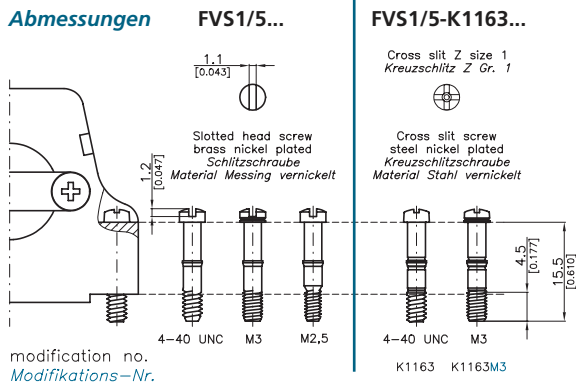 Abmessungen FVS1/5... FVS1/5-K1163...
1.1
[0.043]
Cross slit Z size 1
Kreuzschlitz Z Gr. 1
Slotted head screw
brass nickel plated
Schlitzschraube
Material Messing vernickelt
Cross slit screw
steel nickel plated
Kreuzschlitzschraube
Material Stahl vernickelt
1.2
[0.047]
4.5
[0.177]
15.5
[0.610]
4-40 UNC M3 M2,5
4-40 UNC M3
K1163 K1163M3
modification no.
Modifikations-Nr.